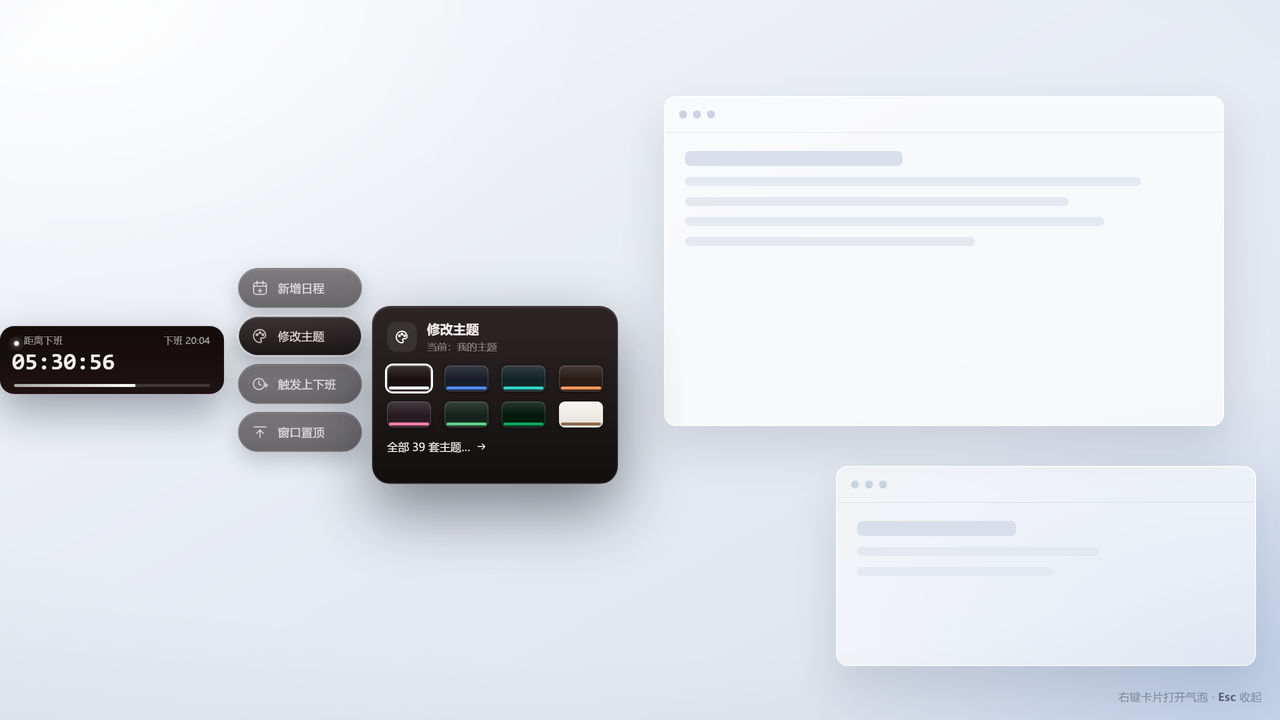 距离下班
下班 20:04
05:30:56
新增日程
修改主题
触发上下班
窗口置顶
修改主题
当前：我的主题
全部 39 套主题... →
右键卡片打开气泡 · Esc 收起